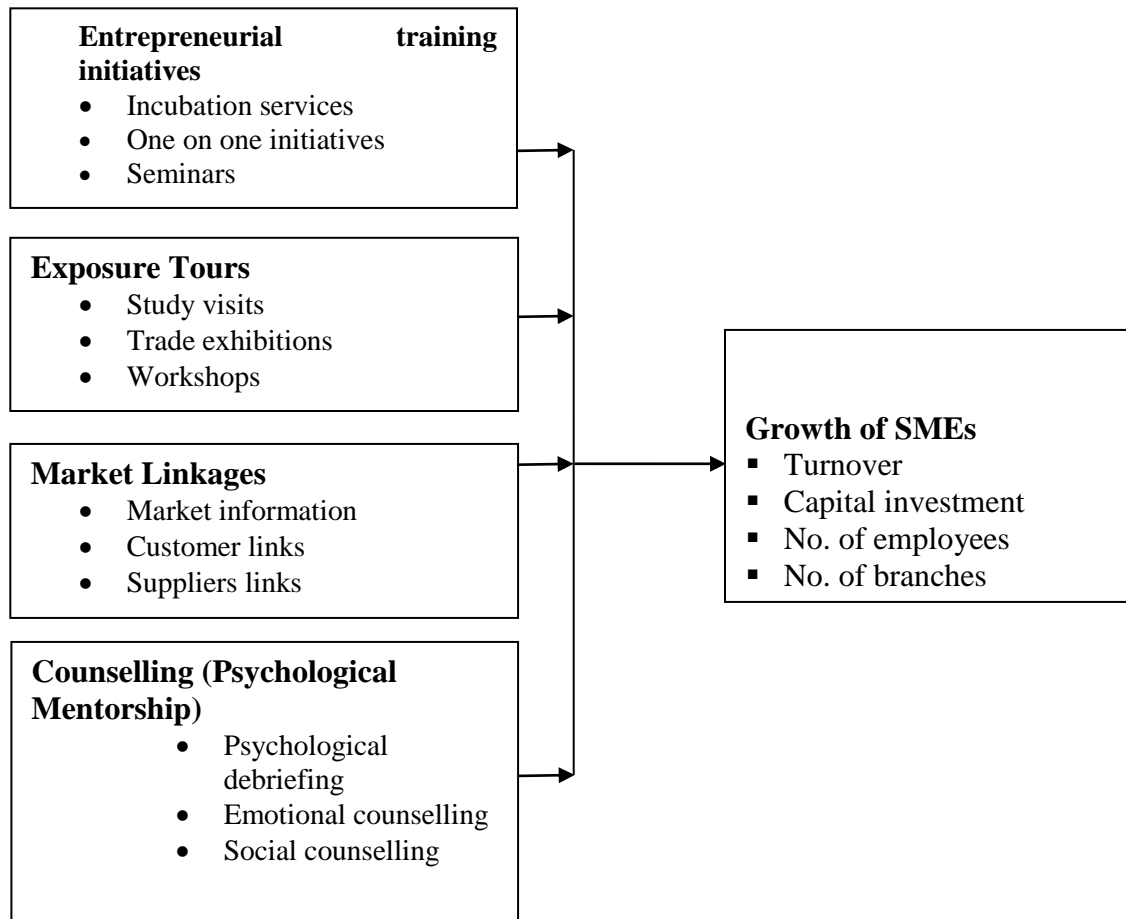 Entrepreneurial training
initiatives
• Incubation services
• One on one initiatives
• Seminars
Exposure Tours
• Study visits
• Trade exhibitions
• Workshops
Market Linkages
• Market information
• Customer links
• Suppliers links
Counselling (Psychological
Mentorship)
• Psychological
debriefing
• Emotional counselling
• Social counselling
Growth of SMEs
▪ Turnover
▪ Capital investment
▪ No. of employees
▪ No. of branches